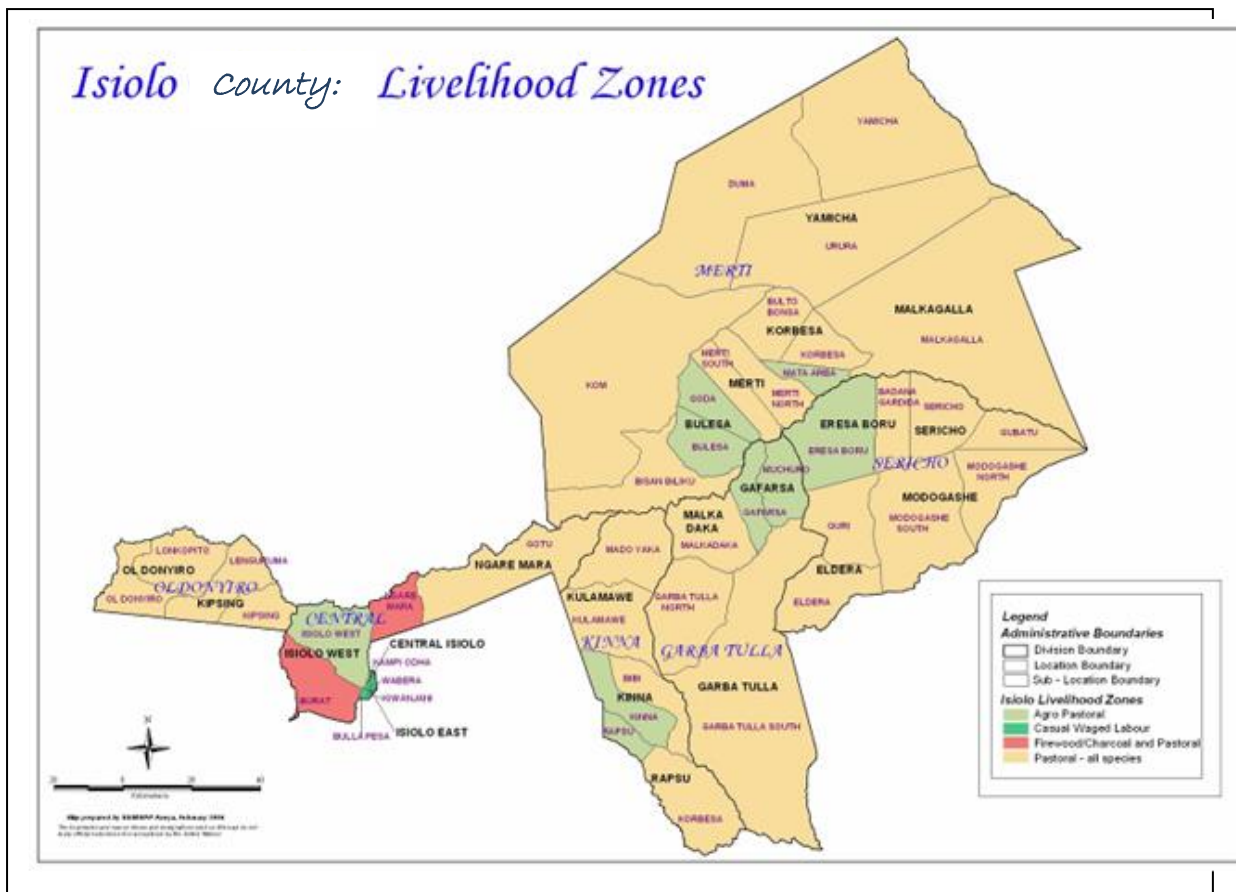 Isiolo County: Livelihood Zones
YAMICHA
DUMA
YAMICHA
URURA
MERTI
BULTO
BONSA
KORBESA
MALKAGALLA
MALKAGALLA
KORBESA
MERTI
SOUTH
MATA ARBA
MERTI
KOM
GODA
MERTI
NORTH
BADANA
GARDIDA
SERICHO
BULESA
ERESA BORU
SERICHO
GUBATU
BULESA
ERESA BORU
SERICHO
MUCHURO
MODOGASHE
NORTH
BISAN BILIKU
GAFARSA
MODOGASHE
GAFARSA
MALKA
DAKA
MALKADAKA
MODOGASHE
SOUTH
GOTU
MADO YAKA
NGARE MARA
LONKOPITO
LENGURUMA
OL DONYIRO
OLDONYIRO
OL DONYIRO
KIPSING
KIPSING
ELDERA
ELDERA
KULAMAWE
KULAMAWE
GARBA TULLA
NORTH
NGARE
MARA
CENTRAL
ISIOLO WEST
ISIOLO WEST
CENTRAL ISIOLO
KINNA
GARBA TULLA
WABERA
KIWANJANI
BURAT
BULLA PESA
ISIOLO EAST
KINNA
KINNA
RAPSU
GARBA TULLA
GARBA TULLA SOUTH
RAPSU
KORBESA
N
20 0 20 40
Kilometers
Legend
Administrative Boundaries
Division Boundary
Location Boundary
Sub - Location Boundary
Isiolo Livelihood Zones
Agro Pastoral
Casual Waged Labour
Firewood/Charcoal and Pastoral
Pastoral - all species